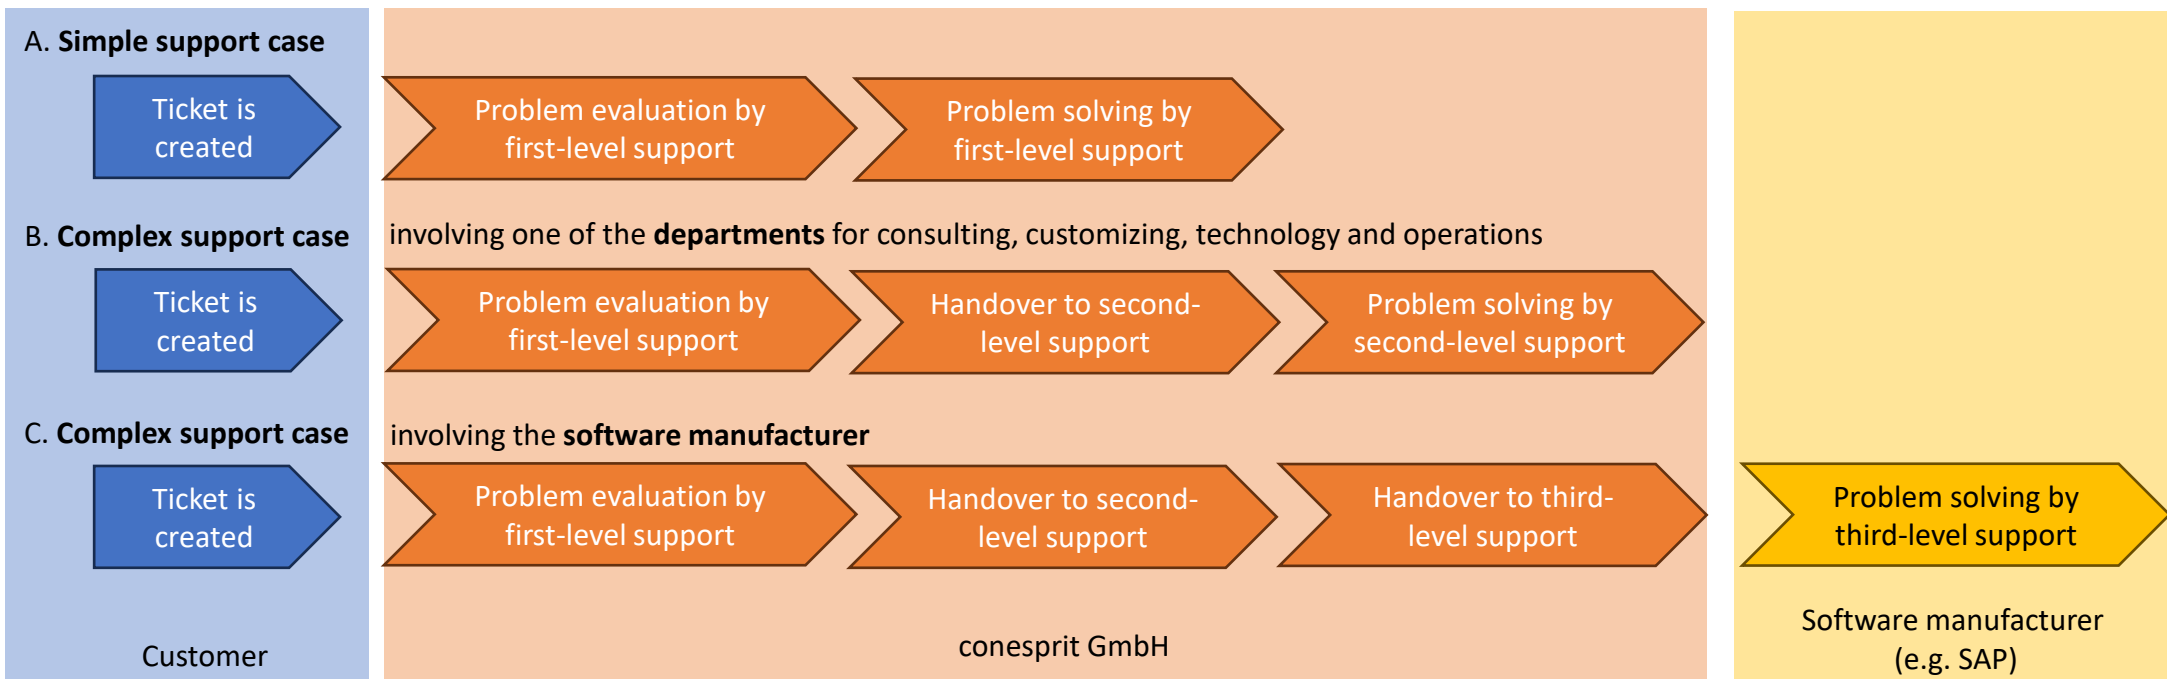 A. Simple support case
Ticket is
created
Problem evaluation by
first-level support
Problem solving by
first-level support
B. Complex support case
involving one of the departments for consulting, customizing, technology and operations
Ticket is
created
Problem evaluation by
first-level support
Handover to second-
level support
Problem solving by
second-level support
C. Complex support case
involving the software manufacturer
Ticket is
created
Problem evaluation by
first-level support
Handover to second-
level support
Handover to third-
level support
Problem solving by
third-level support
Customer
conesprit GmbH
Software manufacturer
(e.g. SAP)